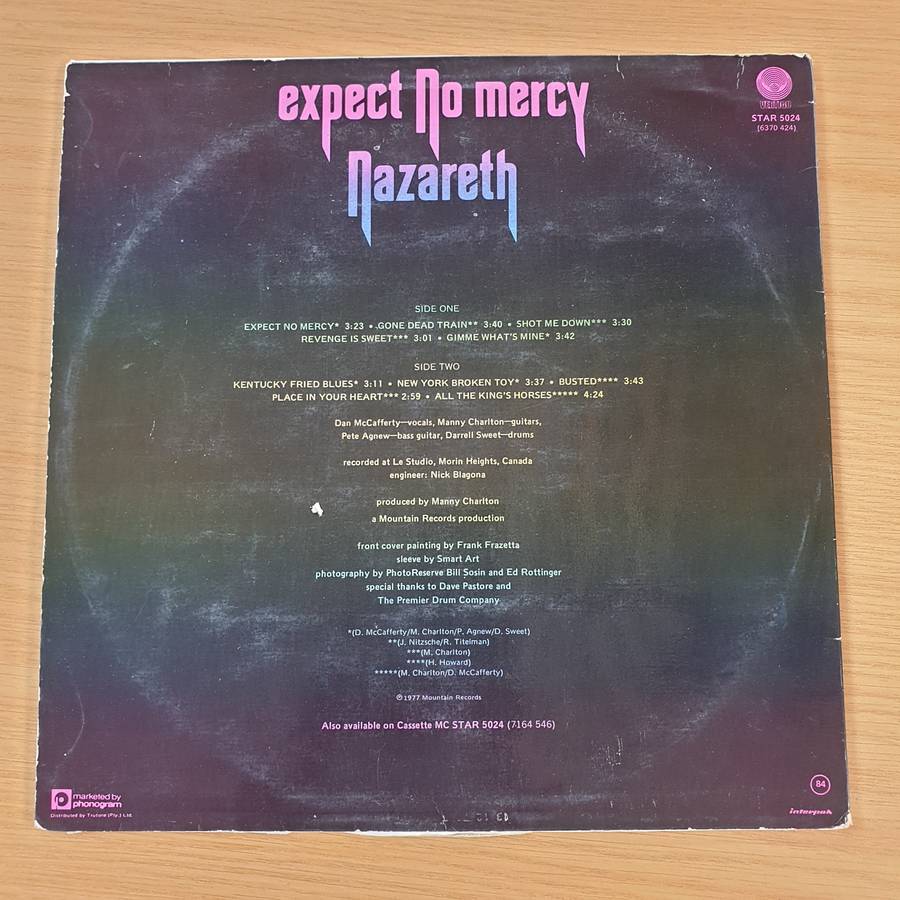 expect No mercy
Nazareth
VERTIGO
STAR 5024
(6370 424)
SIDE ONE
EXPECT NO MERCY* 3:23 • GONE DEAD TRAIN** 3:40 • SHOT ME DOWN*** 3:30
REVENGE IS SWEET*** 3:01 • GIMME WHAT'S MINE* 3:42
SIDE TWO
KENTUCKY FRIED BLUES* 3:11 • NEW YORK BROKEN TOY* 3:37 • BUSTED**** 3:43
PLACE IN YOUR HEART*** 2:59 • ALL THE KING'S HORSES***** 4:24
Dan McCafferty—vocals, Manny Charlton—guitars,
Pete Agnew—bass guitar, Darrell Sweet—drums
recorded at Le Studio, Morin Heights, Canada
engineer: Nick Blagona
produced by Manny Charlton
a Mountain Records production
front cover painting by Frank Frazetta
sleeve by Smart Art
photography by PhotoReserve Bill Sosin and Ed Rottinger
special thanks to Dave Pastore and
The Premier Drum Company
*(D. McCafferty/M. Charlton/P. Agnew/D. Sweet)
**(J. Nitzsche/R. Titelman)
***(M. Charlton)
****(H. Howard)
*****(M. Charlton/D. McCafferty)
℗1977 Mountain Records
Also available on Cassette MC STAR 5024 (7164 546)
marketed by
phonogram
Distributed by Trutone (Pty.) Ltd.
84
interpak